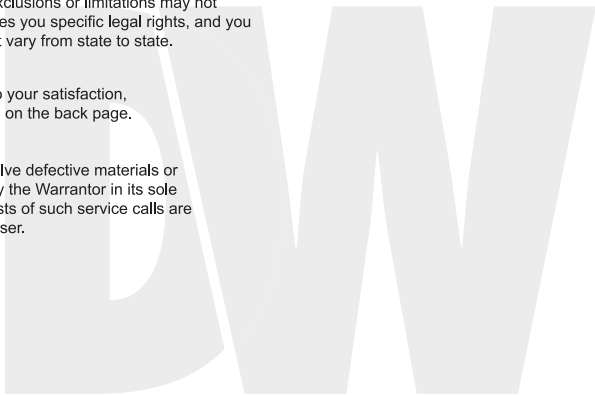 xclusions or limitations may not
es you specific legal rights, and you
t vary from state to state.
o your satisfaction,
on the back page.
lve defective materials or
y the Warrantor in its sole
sts of such service calls are
ser.
DW